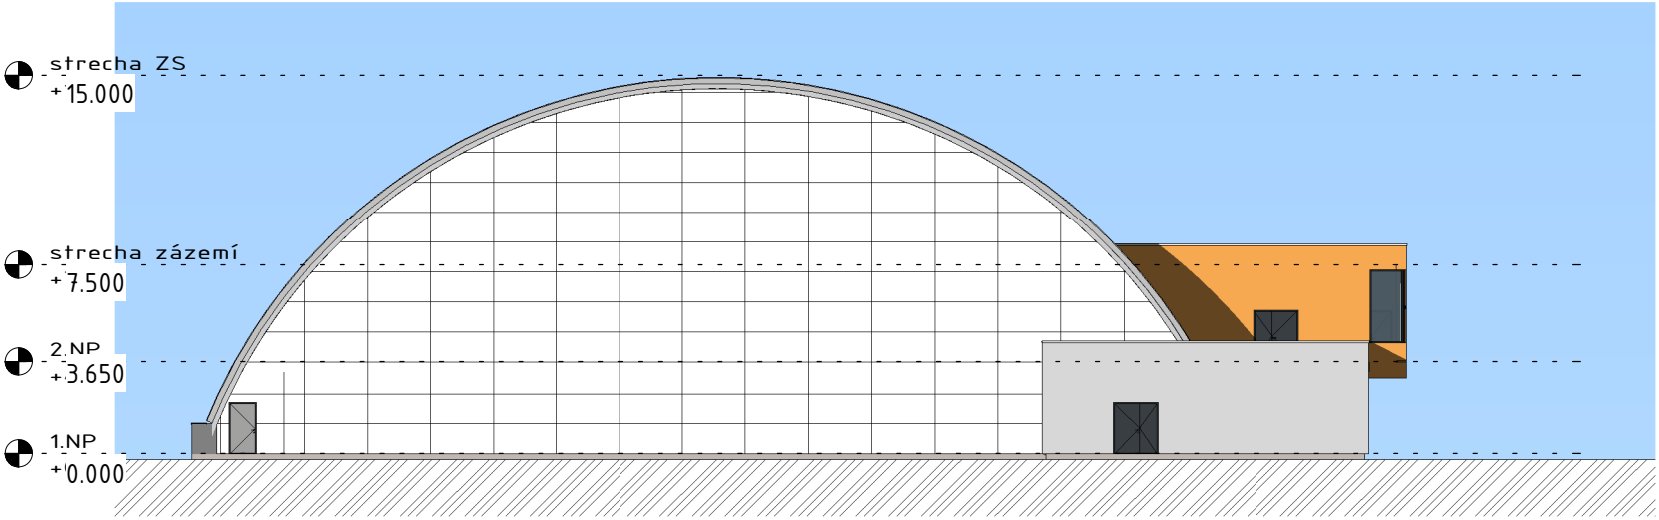 strecha ZS
+15.000
strecha zázemí
+7.500
2.NP
+3.650
1.NP
+0.000